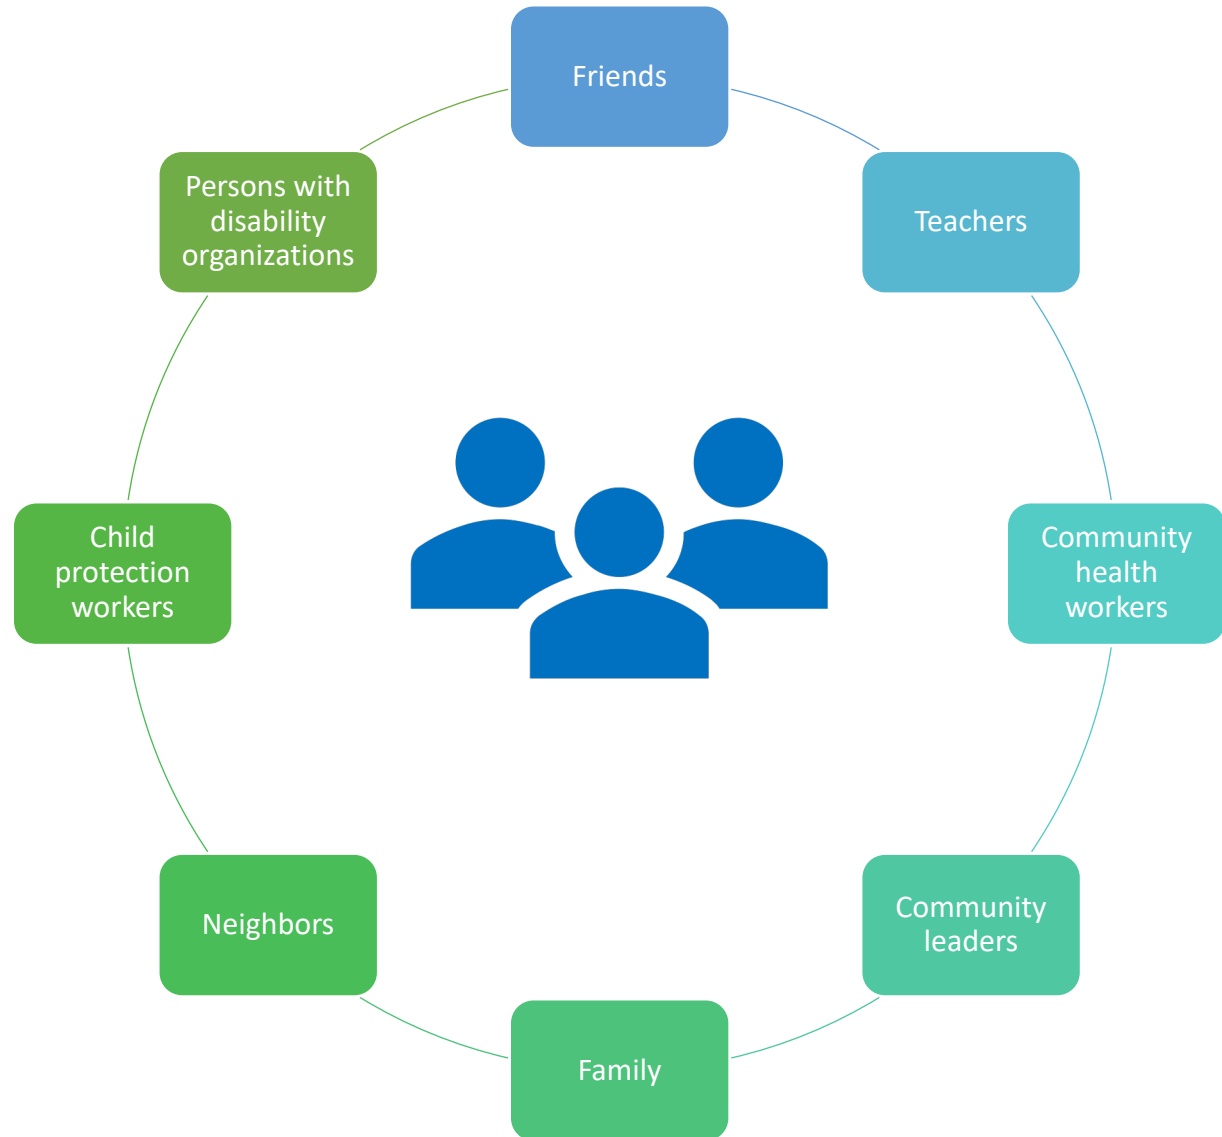 Friends
Teachers
Community
health
workers
Community
leaders
Family
Neighbors
Child
protection
workers
Persons with
disability
organizations